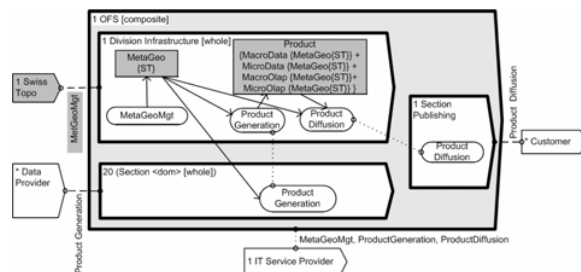 1 OFS [composite]
1 Division Infrastructure [whole]
MetaGeo
{ST}
Product
{MacroData {MetaGeo{ST}} +
MicroData {MetaGeo{ST}} +
MacroOlap {MetaGeo{ST}}+
MicroOlap {MetaGeo{ST}} }
1 Swiss
Topo
MetGeoMgt
MetaGeoMgt
Product
Generation
Product
Diffusion
1 Section
Publishing
Product
Diffusion
Product Diffusion
* Customer
* Data
Provider
Product Generation
20 (Section <dom> [whole])
Product
Generation
MetaGeoMgt, ProductGeneration, ProductDiffusion
1 IT Service Provider